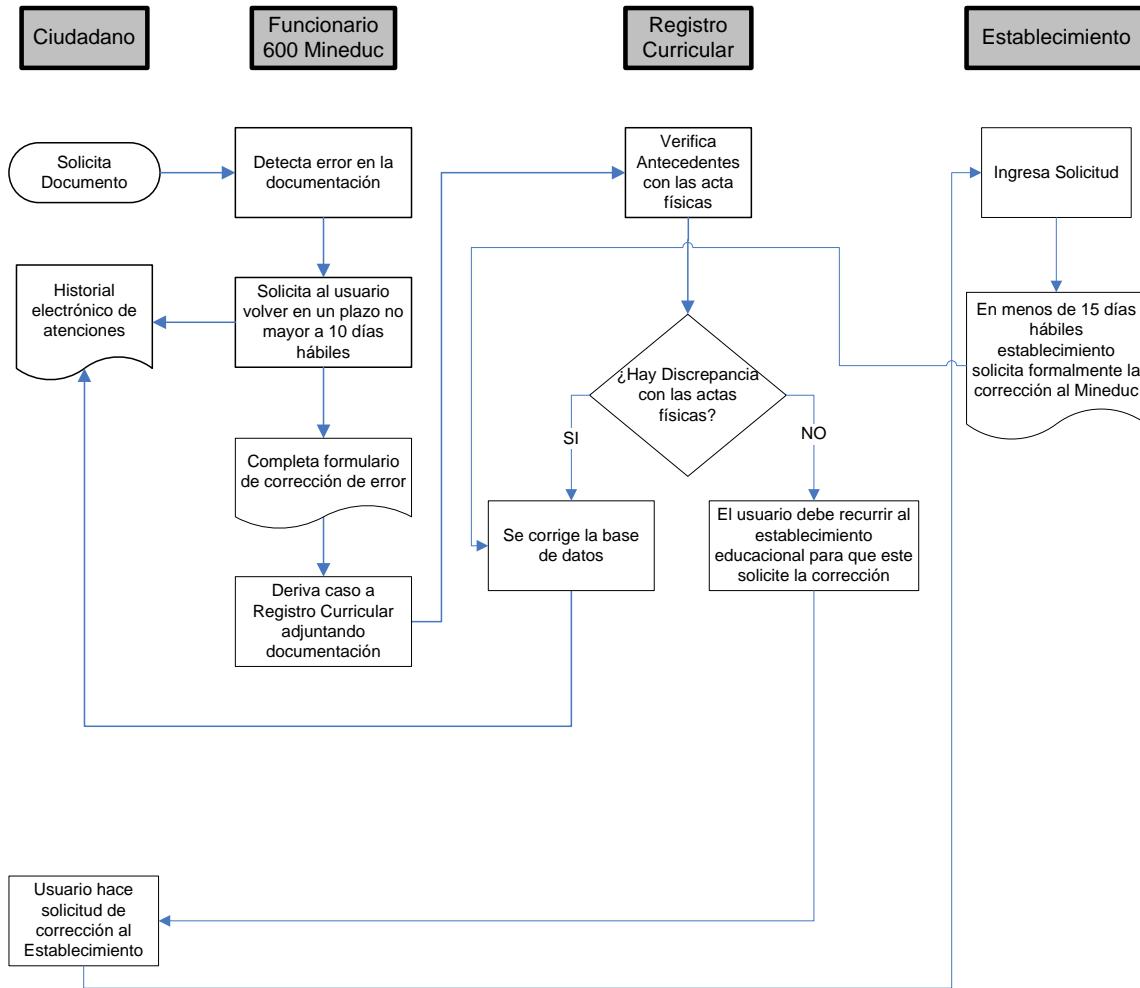 Ciudadano
Funcionario
600 Mineduc
Registro
Curricular
Establecimiento
Solicita
Documento
Detecta error en la
documentación
Verifica
Antecedentes
con las acta
físicas
Ingresa Solicitud
Historial
electrónico de
atenciones
Solicita al usuario
volver en un plazo no
mayor a 10 días
hábiles
En menos de 15 días
hábiles
establecimiento
solicita formalmente la
corrección al Mineduc
¿Hay Discrepancia
con las actas
físicas?
SI
NO
Completa formulario
de corrección de error
Se corrige la base
de datos
El usuario debe recurrir al
establecimiento
educacional para que este
solicite la corrección
Deriva caso a
Registro Curricular
adjuntando
documentación
Usuario hace
solicitud de
corrección al
Establecimiento